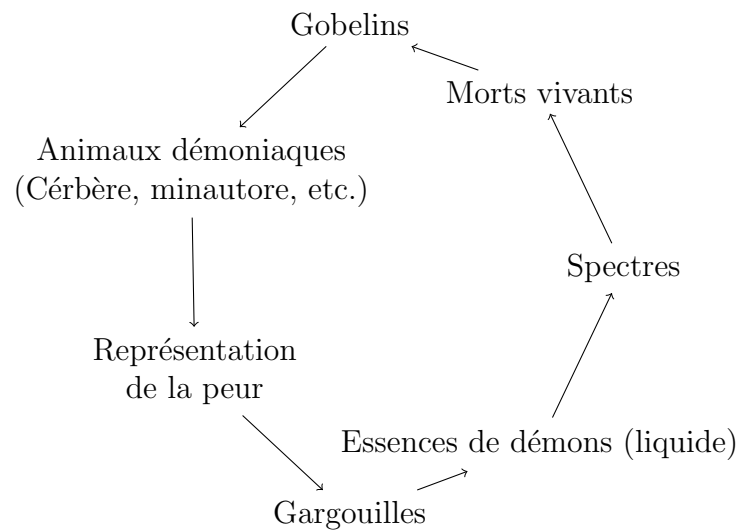 Gobelins
Morts vivants
Animaux démoniaques
(Cérbère, minautore, etc.)
Spectres
Représentation
de la peur
Essences de démons (liquide)
Gargouilles